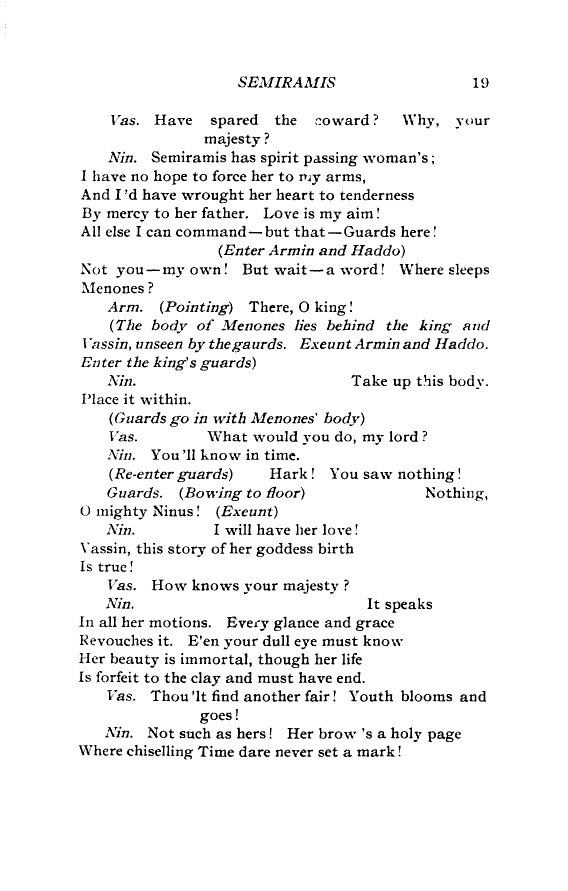 SEMIRAMIS 19
Vas. Have spared the coward? Why, your
majesty?
Nin. Semiramis has spirit passing woman's;
I have no hope to force her to my arms,
And I'd have wrought her heart to tenderness
By mercy to her father. Love is my aim!
All else I can command—but that—Guards here!
(Enter Armin and Haddo)
Not you—my own! But wait—a word! Where sleeps
Menones?
Arm. (Pointing) There, O king!
(The body of Menones lies behind the king and
Vassin, unseen by the gaurds. Exeunt Armin and Haddo.
Enter the king's guards)
Nin. Take up this body.
Place it within.
(Guards go in with Menones' body)
Vas. What would you do, my lord?
Nin. You'll know in time.
(Re-enter guards) Hark! You saw nothing!
Guards. (Bowing to floor) Nothing,
O mighty Ninus! (Exeunt)
Nin. I will have her love!
Vassin, this story of her goddess birth
Is true!
Vas. How knows your majesty?
Nin. It speaks
In all her motions. Every glance and grace
Revouches it. E'en your dull eye must know
Her beauty is immortal, though her life
Is forfeit to the clay and must have end.
Vas. Thou'lt find another fair! Youth blooms and
goes!
Nin. Not such as hers! Her brow's a holy page
Where chiselling Time dare never set a mark!